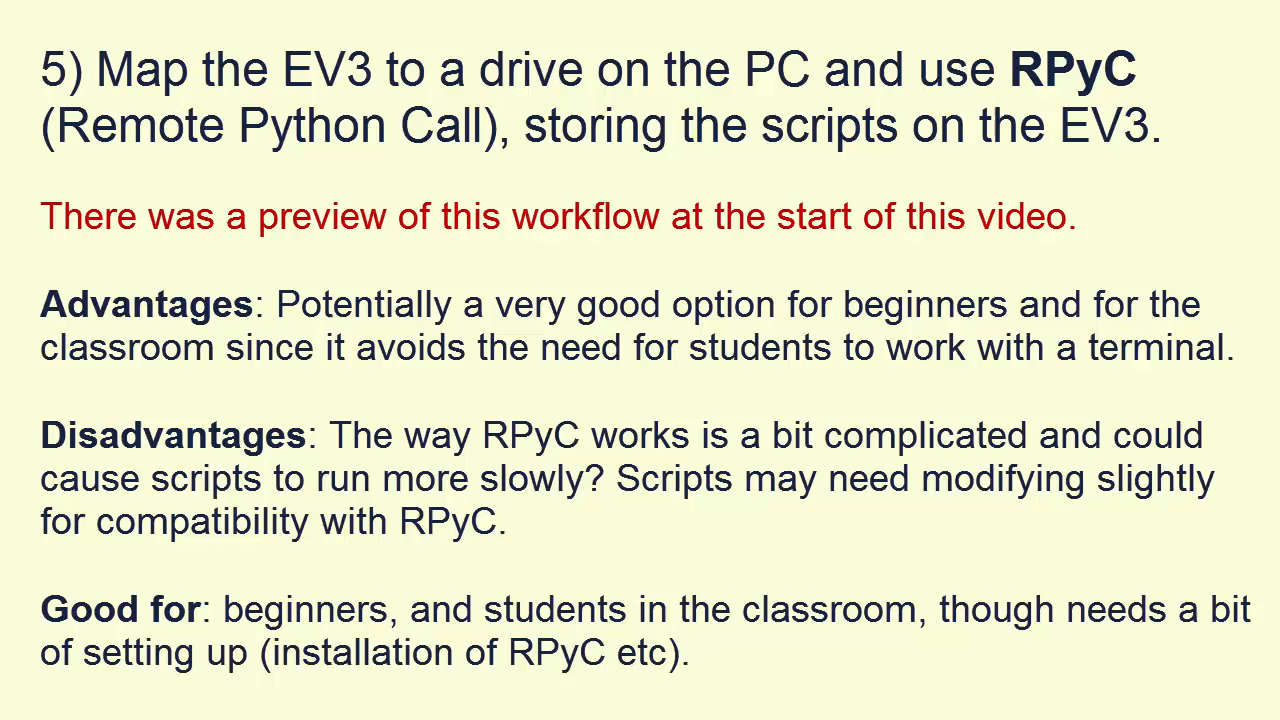 5) Map the EV3 to a drive on the PC and use RPyC
(Remote Python Call), storing the scripts on the EV3.
There was a preview of this workflow at the start of this video.
Advantages: Potentially a very good option for beginners and for the
classroom since it avoids the need for students to work with a terminal.
Disadvantages: The way RPyC works is a bit complicated and could
cause scripts to run more slowly? Scripts may need modifying slightly
for compatibility with RPyC.
Good for: beginners, and students in the classroom, though needs a bit
of setting up (installation of RPyC etc).